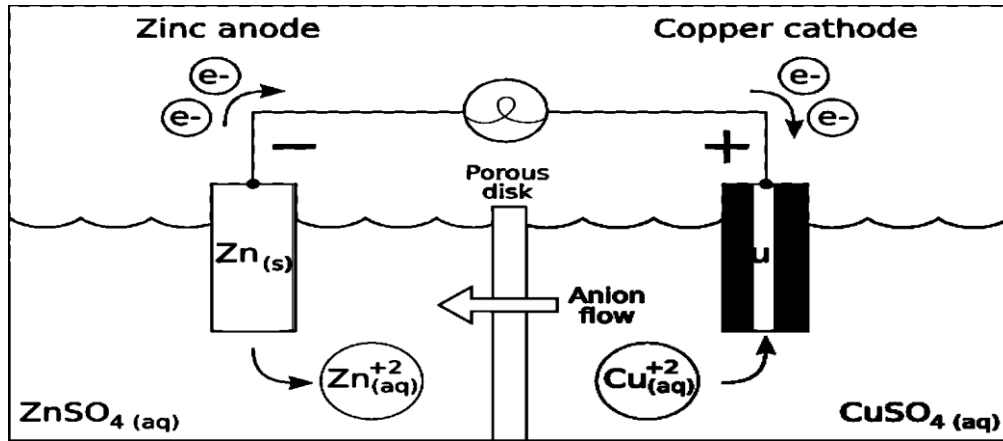 Zinc anode
Copper cathode
e-
e-
e-
e-
−
+
Porous
disk
Zn (s)
u
Anion
flow
Zn+2(aq)
Cu+2(aq)
ZnSO4 (aq)
CuSO4 (aq)